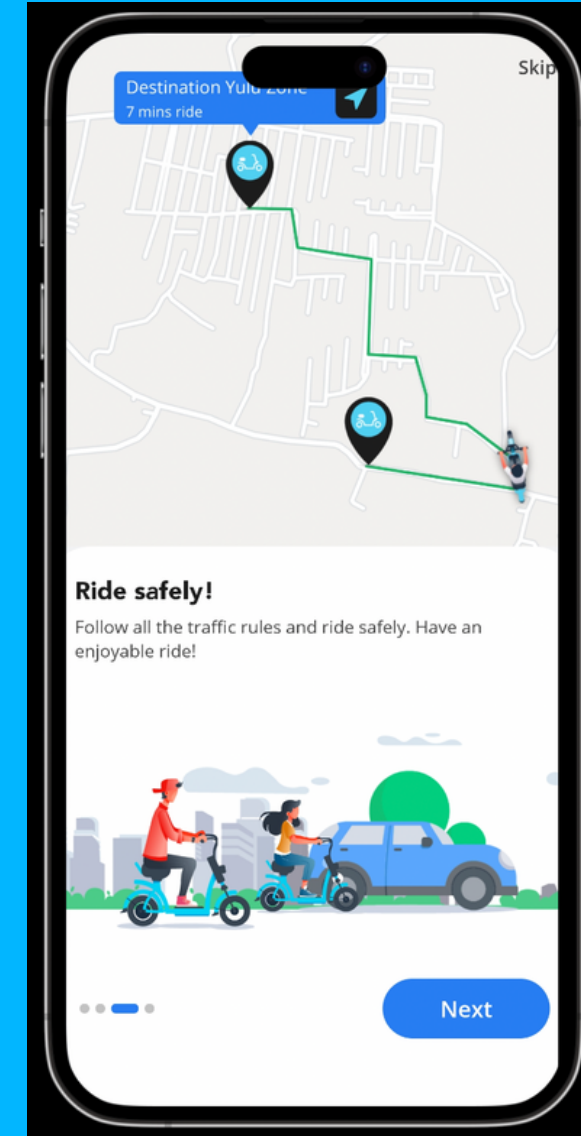 Skip
Destination Yulu Zone
7 mins ride
Ride safely!
Follow all the traffic rules and ride safely. Have an
enjoyable ride!
Next